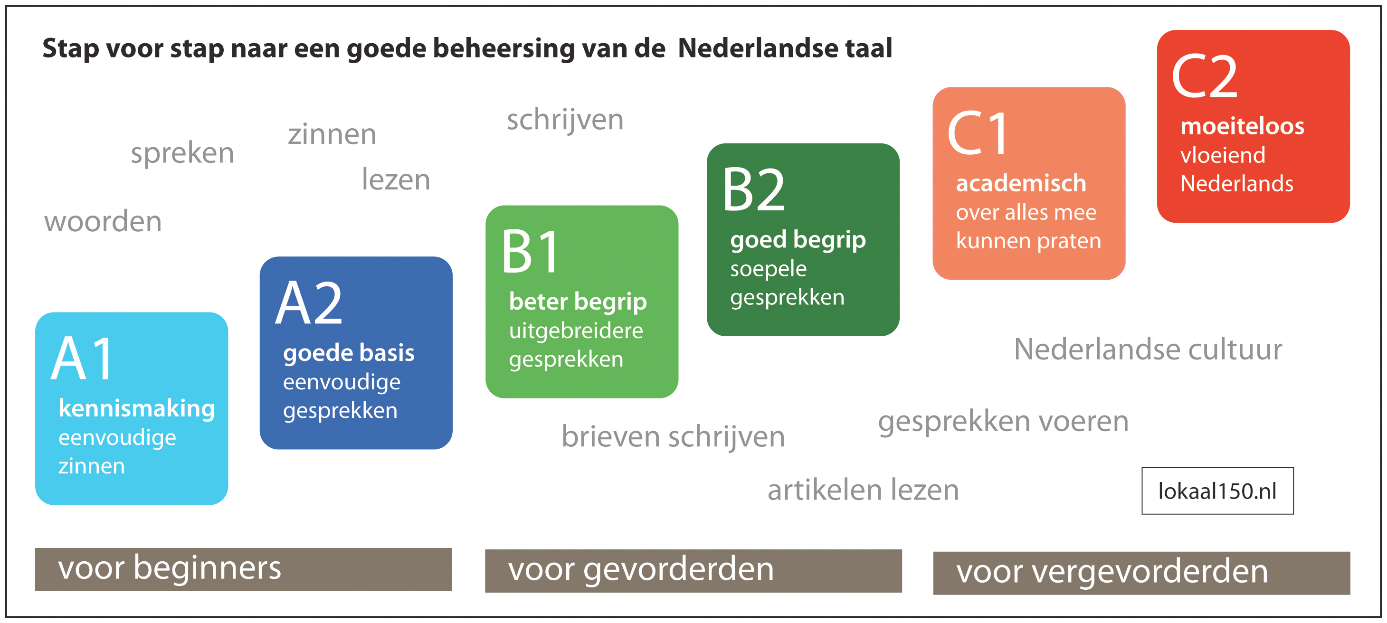 Stap voor stap naar een goede beheersing van de Nederlandse taal
woorden
spreken
zinnen
lezen
schrijven
A1
kennismaking
eenvoudige
zinnen
A2
goede basis
eenvoudige
gesprekken
B1
beter begrip
uitgebreidere
gesprekken
B2
goed begrip
soepele
gesprekken
C1
academisch
over alles mee
kunnen praten
C2
moeiteloos
vloeiend
Nederlands
brieven schrijven
artikelen lezen
gesprekken voeren
Nederlandse cultuur
lokaal150.nl
voor beginners
voor gevorderden
voor vergevorderden